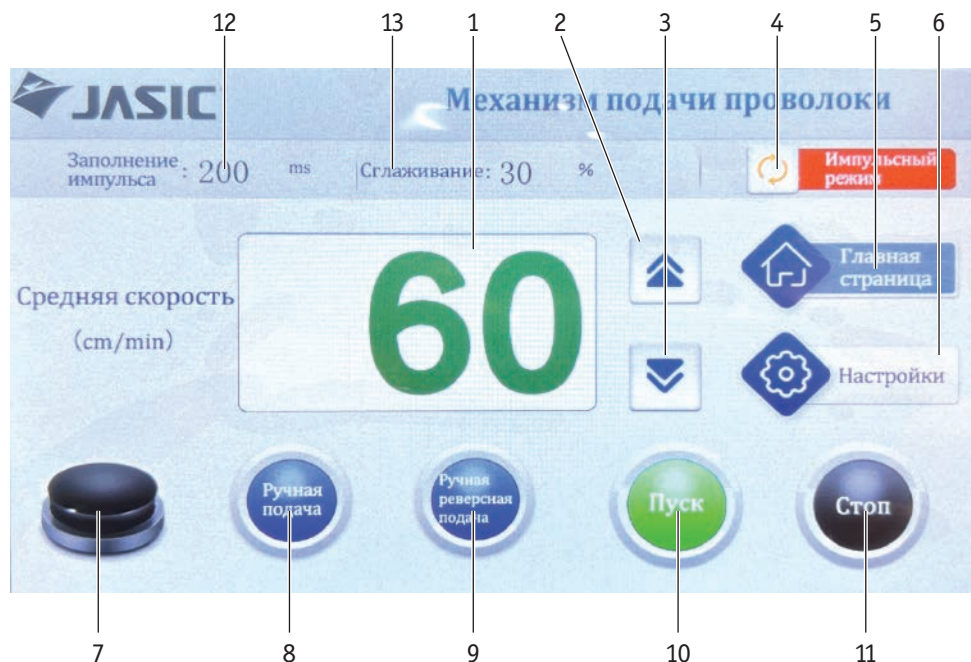 12 13 1 2 3 4 5 6
JASIC
Механизм подачи проволоки
Заполнение
импульса : 200 ms
Сглаживание: 30 %
Импульсный
режим
Средняя скорость
(cm/min)
60
Главная
страница
Настройки
Ручная
подача
Ручная
реверсная
подача
Пуск
Стоп
7 8 9 10 11